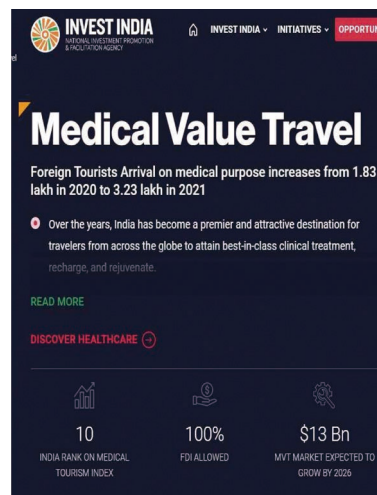 INVEST INDIA
NATIONAL INVESTMENT PROMOTION
& FACILITATION AGENCY
INVEST INDIA INITIATIVES OPPORTUN
el
Medical Value Travel
Foreign Tourists Arrival on medical purpose increases from 1.83
lakh in 2020 to 3.23 lakh in 2021
Over the years, India has become a premier and attractive destination for
travelers from across the globe to attain best-in-class clinical treatment,
recharge, and rejuvenate.
READ MORE
DISCOVER HEALTHCARE
10
INDIA RANK ON MEDICAL
TOURISM INDEX
100%
FDI ALLOWED
$13 Bn
MVT MARKET EXPECTED TO
GROW BY 2026